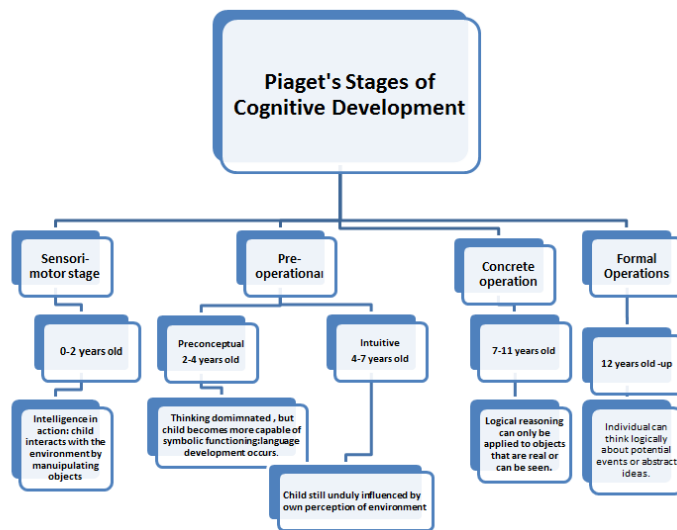 Piaget's Stages of
Cognitive Development
Sensori-
motor stage
Pre-
operational
Concrete
operation
Formal
Operations
0-2 years old
Preconceptual
2-4 years old
Intuitive
4-7 years old
7-11 years old
12 years old -up
Intelligence in
action: child
interacts with the
environment by
manuipulating
objects
Thinking domimnated , but
child becomes more capable of
symbolic functioning:language
development occurs.
Child still unduly influenced by
own perception of environment
Logical reasoning
can only be
applied to objects
that are real or
can be seen.
Individual can
think logically
about potential
events or abstract
ideas.